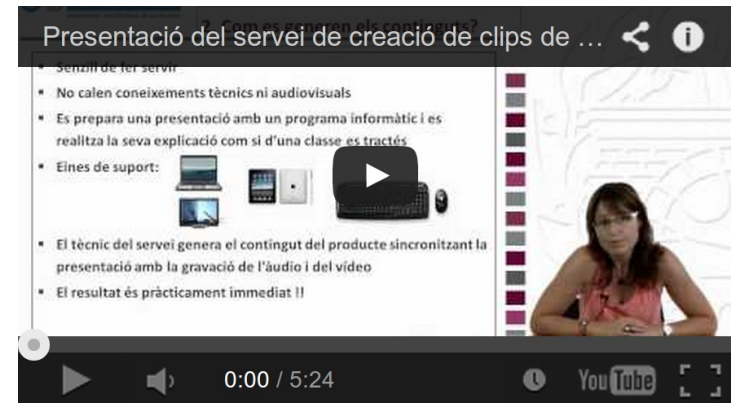 Presentació del servei de creació de clips de …
2. Com es generen els continguts?
Senzill de fer servir
No calen coneixements tècnics ni audiovisuals
Es prepara una presentació amb un programa informàtic i es
realitza la seva explicació com si d'una classe es tractés
Eines de suport:
El tècnic del servei genera el contingut del producte sincronitzant la
presentació amb la gravació de l'àudio i del vídeo
El resultat és pràcticament immediat !!
0:00 / 5:24
YouTube